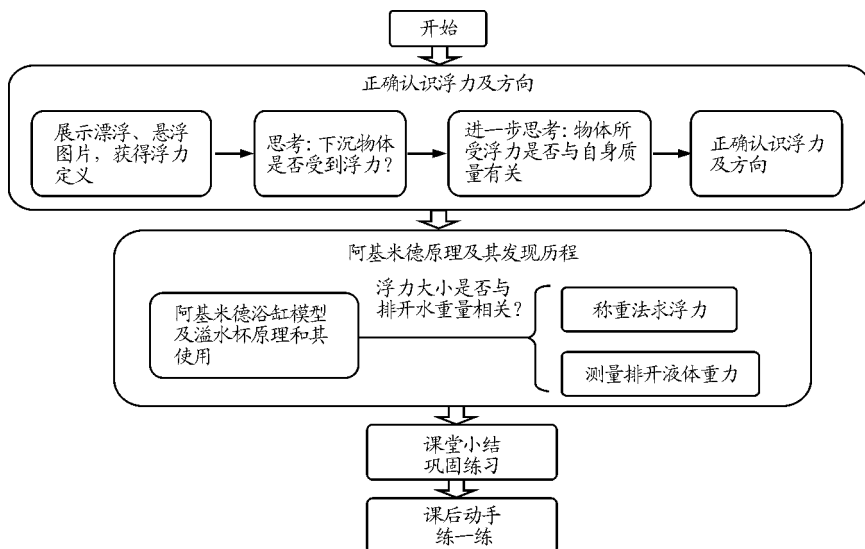 开始
正确认识浮力及方向
展示漂浮、悬浮
图片，获得浮力
定义
思考：下沉物体
是否受到浮力？
进一步思考：物体所
受浮力是否与自身质
量有关
正确认识浮力
及方向
阿基米德原理及其发现历程
阿基米德浴缸模型
及溢水杯原理和其
使用
浮力大小是否与
排开水重量相关？
称重法求浮力
测量排开液体重力
课堂小结
巩固练习
课后动手
练一练